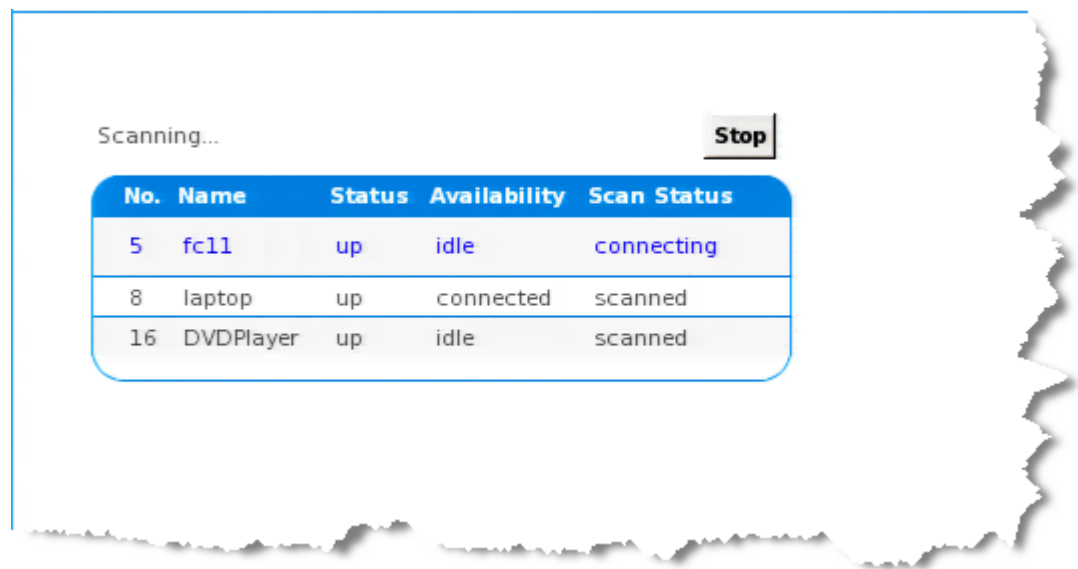 Scanning... Stop
No. Name Status Availability Scan Status
5 fc11 up idle connecting
8 laptop up connected scanned
16 DVDPlayer up idle scanned